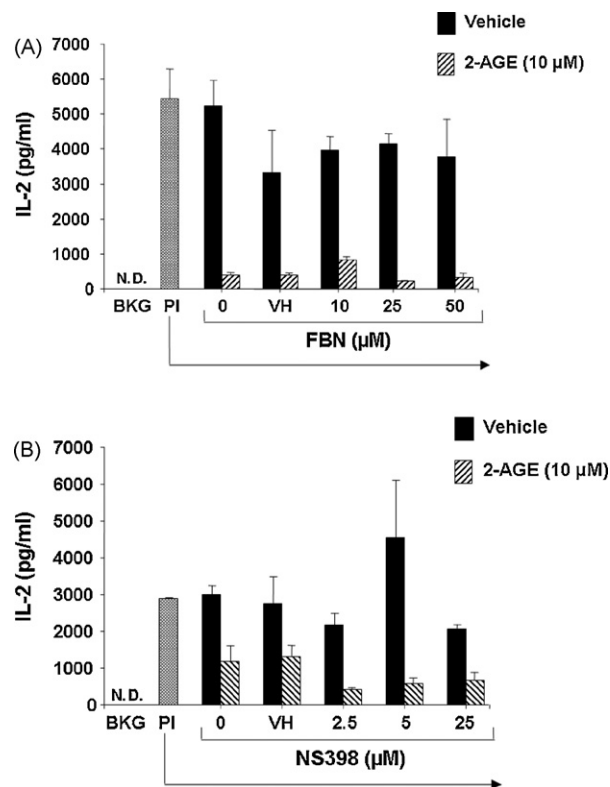 (A)
Vehicle
2-AGE (10 µM)
7000
6000
5000
4000
3000
2000
1000
0
IL-2 (pg/ml)
N.D.
BKG PI 0 VH 10 25 50
FBN (µM)
(B)
Vehicle
2-AGE (10 µM)
7000
6000
5000
4000
3000
2000
1000
0
IL-2 (pg/ml)
N.D.
BKG PI 0 VH 2.5 5 25
NS398 (µM)